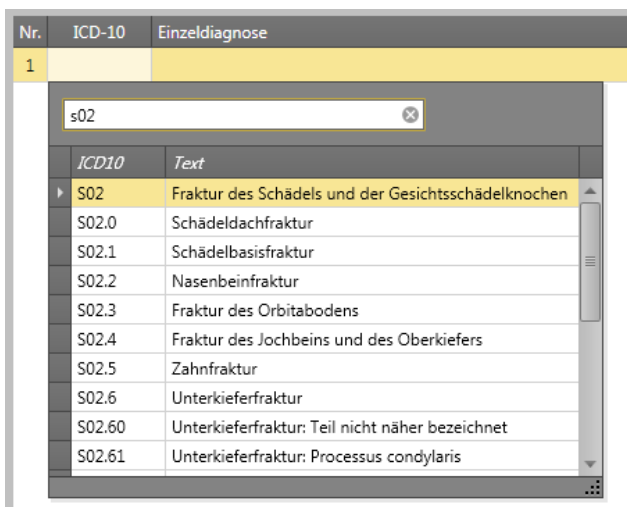 Nr. ICD-10 Einzeldiagnose
1
s02
ICD10 Text
S02 Fraktur des Schädels und der Gesichtsschädelknochen
S02.0 Schädeldachfraktur
S02.1 Schädelbasisfraktur
S02.2 Nasenbeinfraktur
S02.3 Fraktur des Orbitabodens
S02.4 Fraktur des Jochbeins und des Oberkiefers
S02.5 Zahnfraktur
S02.6 Unterkieferfraktur
S02.60 Unterkieferfraktur: Teil nicht näher bezeichnet
S02.61 Unterkieferfraktur: Processus condylaris